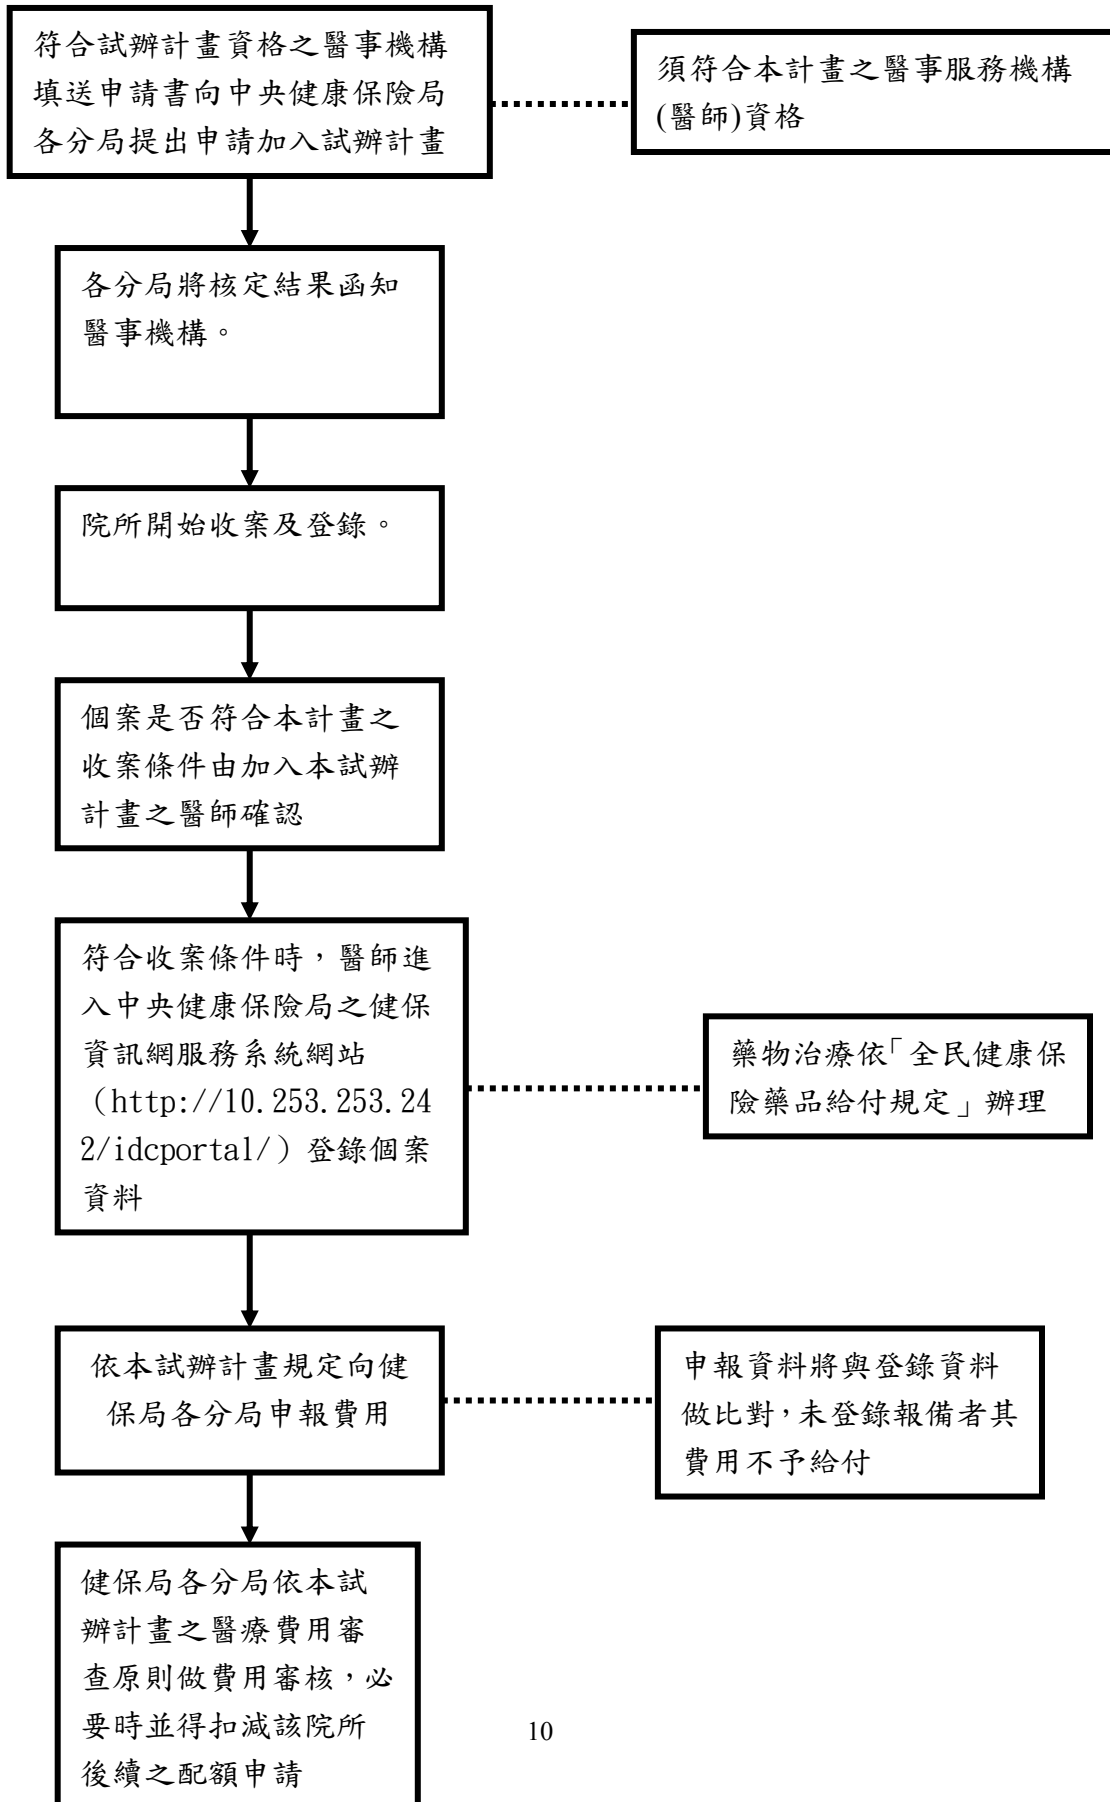 符合試辦計畫資格之醫事機構
填送申請書向中央健康保險局
各分局提出申請加入試辦計畫
須符合本計畫之醫事服務機構
(醫師)資格
各分局將核定結果函知
醫事機構。
院所開始收案及登錄。
個案是否符合本計畫之
收案條件由加入本試辦
計畫之醫師確認
符合收案條件時，醫師進
入中央健康保險局之健保
資訊網服務系統網站
（http://10.253.253.24
2/idcportal/）登錄個案
資料
藥物治療依「全民健康保
險藥品給付規定」辦理
依本試辦計畫規定向健
保局各分局申報費用
申報資料將與登錄資料
做比對，未登錄報備者其
費用不予給付
健保局各分局依本試
辦計畫之醫療費用審
查原則做費用審核，必
要時並得扣減該院所
後續之配額申請
10